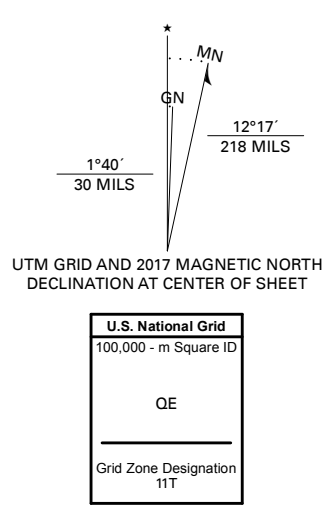 ★
MN
GN
12°17´
218 MILS
1°40´
30 MILS
UTM GRID AND 2017 MAGNETIC NORTH
DECLINATION AT CENTER OF SHEET
U.S. National Grid
100,000 - m Square ID
QE
Grid Zone Designation
11T